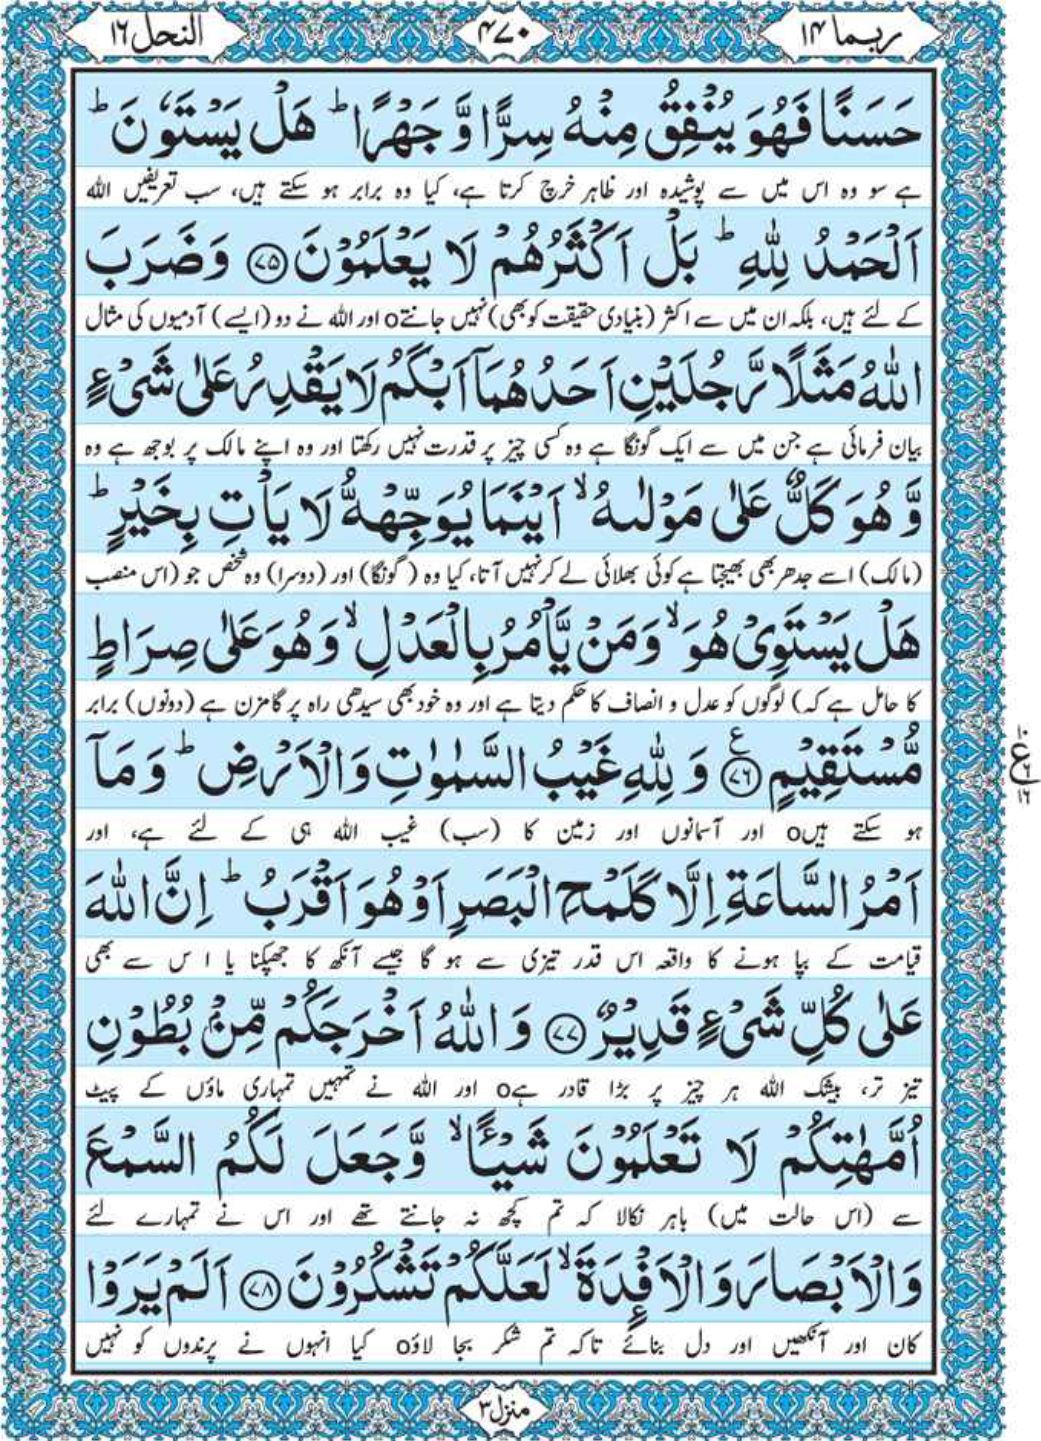 ربما ۱۴
۴۷۰
النحل ۱۶
حَسَنًا فَهُوَ يُنْفِقُ مِنْهُ سِرًّا وَّ جَهْرًا ؕ هَلْ يَسْتَوٗنَ ؕ
ہے سو وہ اس میں سے پوشیدہ اور ظاہر خرچ کرتا ہے، کیا وہ برابر ہو سکتے ہیں، سب تعریفیں اللہ
اَلْحَمْدُ لِلّٰهِ ؕ بَلْ اَكْثَرُهُمْ لَا يَعْلَمُوْنَ ﴿۷۵﴾ وَضَرَبَ
کے لئے ہیں، بلکہ ان میں سے اکثر (بنیادی حقیقت کو بھی) نہیں جانتےo اور اللہ نے دو (ایسے) آدمیوں کی مثال
اللّٰهُ مَثَلًا رَّجُلَيْنِ اَحَدُهُمَاۤ اَبْكَمُ لَا يَقْدِرُ عَلٰى شَىْءٍ
بیان فرمائی ہے جن میں سے ایک گونگا ہے وہ کسی چیز پر قدرت نہیں رکھتا اور وہ اپنے مالک پر بوجھ ہے وہ
وَّ هُوَ كَلٌّ عَلٰى مَوْلٰىهُ ۙ اَيْنَمَا يُوَجِّهْهُّ لَا يَاْتِ بِخَيْرٍ ؕ
(مالک) اسے جدھر بھی بھیجتا ہے کوئی بھلائی لے کر نہیں آتا، کیا وہ (گونگا) اور (دوسرا) وہ شخص جو (اس منصب
هَلْ يَسْتَوِىْ هُوَ ۙ وَمَنْ يَّاْمُرُ بِالْعَدْلِ ۙ وَهُوَ عَلٰى صِرَاطٍ
کا حامل ہے کہ) لوگوں کو عدل و انصاف کا حکم دیتا ہے اور وہ خود بھی سیدھی راہ پر گامزن ہے (دونوں) برابر
مُّسْتَقِيْمٍ ﴿۷۶﴾ ع وَ لِلّٰهِ غَيْبُ السَّمٰوٰتِ وَالْاَرْضِ ؕ وَ مَاۤ
ہو سکتے ہیںo اور آسمانوں اور زمین کا (سب) غیب اللہ ہی کے لئے ہے، اور
اَمْرُ السَّاعَةِ اِلَّا كَلَمْحِ الْبَصَرِ اَوْ هُوَ اَقْرَبُ ؕ اِنَّ اللّٰهَ
قیامت کے بپا ہونے کا واقعہ اس قدر تیزی سے ہو گا جیسے آنکھ کا جھپکنا یا ا س سے بھی
عَلٰى كُلِّ شَىْءٍ قَدِيْرٌ ﴿۷۷﴾ وَ اللّٰهُ اَخْرَجَكُمْ مِّنْۢ بُطُوْنِ
تیز تر، بیشک اللہ ہر چیز پر بڑا قادر ہےo اور اللہ نے تمہیں تمہاری ماؤں کے پیٹ
اُمَّهٰتِكُمْ لَا تَعْلَمُوْنَ شَيْـًٔا ۙ وَّجَعَلَ لَكُمُ السَّمْعَ
سے (اس حالت میں) باہر نکالا کہ تم کچھ نہ جانتے تھے اور اس نے تمہارے لئے
وَالْاَبْصَارَ وَالْاَفْـِٕدَةَ ۙ لَعَلَّكُمْ تَشْكُرُوْنَ ﴿۷۸﴾ اَلَمْ يَرَوْا
کان اور آنکھیں اور دل بنائے تاکہ تم شکر بجا لاؤo کیا انہوں نے پرندوں کو نہیں
منزل ۳